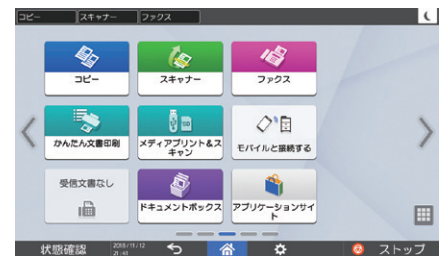 コピー スキャナー ファクス
コピー
スキャナー
ファクス
かんたん文書印刷
メディアプリント&ス
キャン
SD
モバイルと接続する
受信文書なし
ドキュメントボックス
アプリケーションサイ
ト
状態確認
2019/11/12
21:43
ストップ